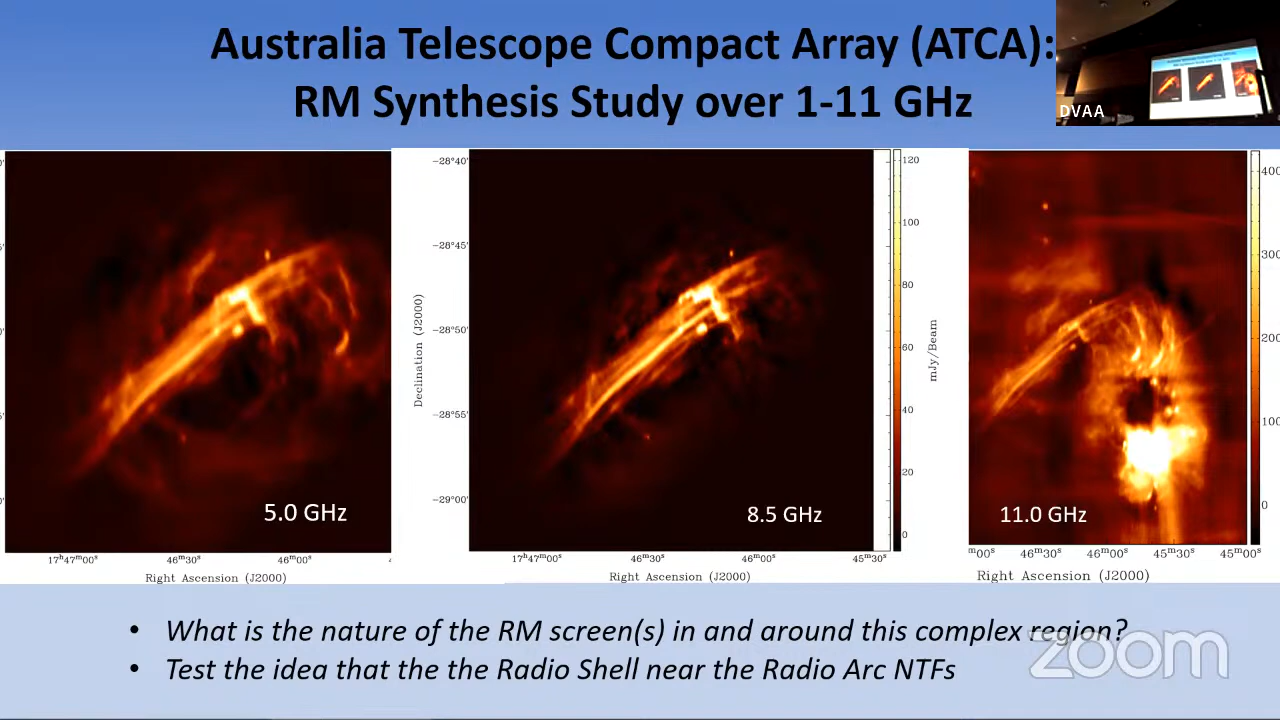 Australia Telescope Compact Array (ATCA):
RM Synthesis Study over 1-11 GHz
DVAA
-28°40'
-28°45'
-28°50'
-28°55'
-29°00'
Declination (J2000)
5.0 GHz
8.5 GHz
11.0 GHz
120
100
80
60
40
20
0
mJy/Beam
400
300
200
100
0
17ʰ47ᵐ00ˢ 46ᵐ30ˢ 46ᵐ00ˢ
17ʰ47ᵐ00ˢ 46ᵐ30ˢ 46ᵐ00ˢ 45ᵐ30ˢ
ᵐ00ˢ 46ᵐ30ˢ 46ᵐ00ˢ 45ᵐ30ˢ 45ᵐ00ˢ
Right Ascension (J2000)
Right Ascension (J2000)
Right Ascension (J2000)
• What is the nature of the RM screen(s) in and around this complex region?
• Test the idea that the the Radio Shell near the Radio Arc NTFs
zoom